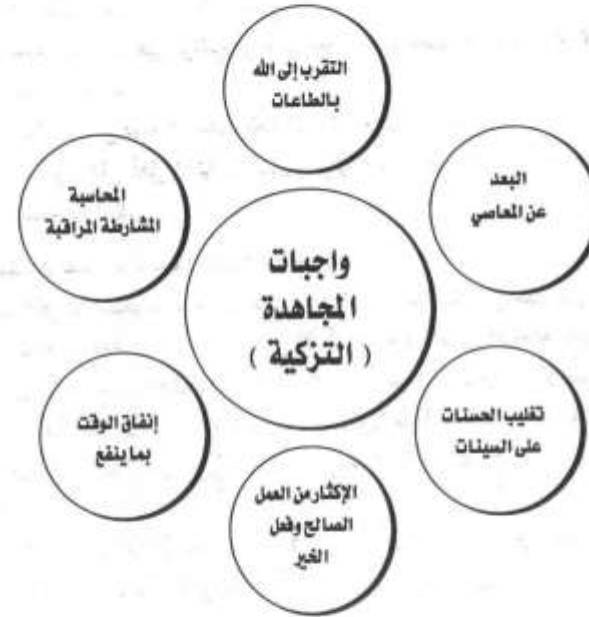 التقرب إلى الله
بالطاعات
البعد
عن المعاصي
المحاسبة
المشارطة المراقبة
واجبات
المجاهدة
( التزكية )
تغليب الحسنات
على السيئات
إنفاق الوقت
بما ينفع
الإكثار من العمل
الصالح وفعل
الخير